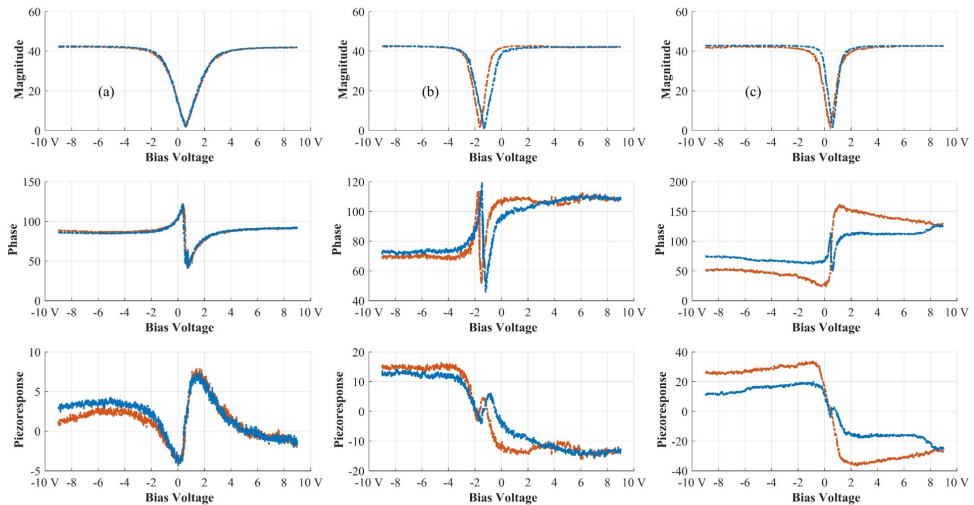 60
40
20
0
Magnitude
(a)
-10 V -8 -6 -4 -2 0 2 4 6 8 10 V
Bias Voltage
60
40
20
0
Magnitude
(b)
-10 V -8 -6 -4 -2 0 2 4 6 8 10 V
Bias Voltage
60
40
20
0
Magnitude
(c)
-10 V -8 -6 -4 -2 0 2 4 6 8 10 V
Bias Voltage
150
100
50
0
Phase
-10 V -8 -6 -4 -2 0 2 4 6 8 10 V
Bias Voltage
120
100
80
60
40
Phase
-10 V -8 -6 -4 -2 0 2 4 6 8 10 V
Bias Voltage
200
150
100
50
0
Phase
-10 V -8 -6 -4 -2 0 2 4 6 8 10 V
Bias Voltage
10
5
0
-5
Piezoresponse
-10 V -8 -6 -4 -2 0 2 4 6 8 10 V
Bias Voltage
20
10
0
-10
-20
Piezoresponse
-10 V -8 -6 -4 -2 0 2 4 6 8 10 V
Bias Voltage
40
20
0
-20
-40
Piezoresponse
-10 V -8 -6 -4 -2 0 2 4 6 8 10 V
Bias Voltage